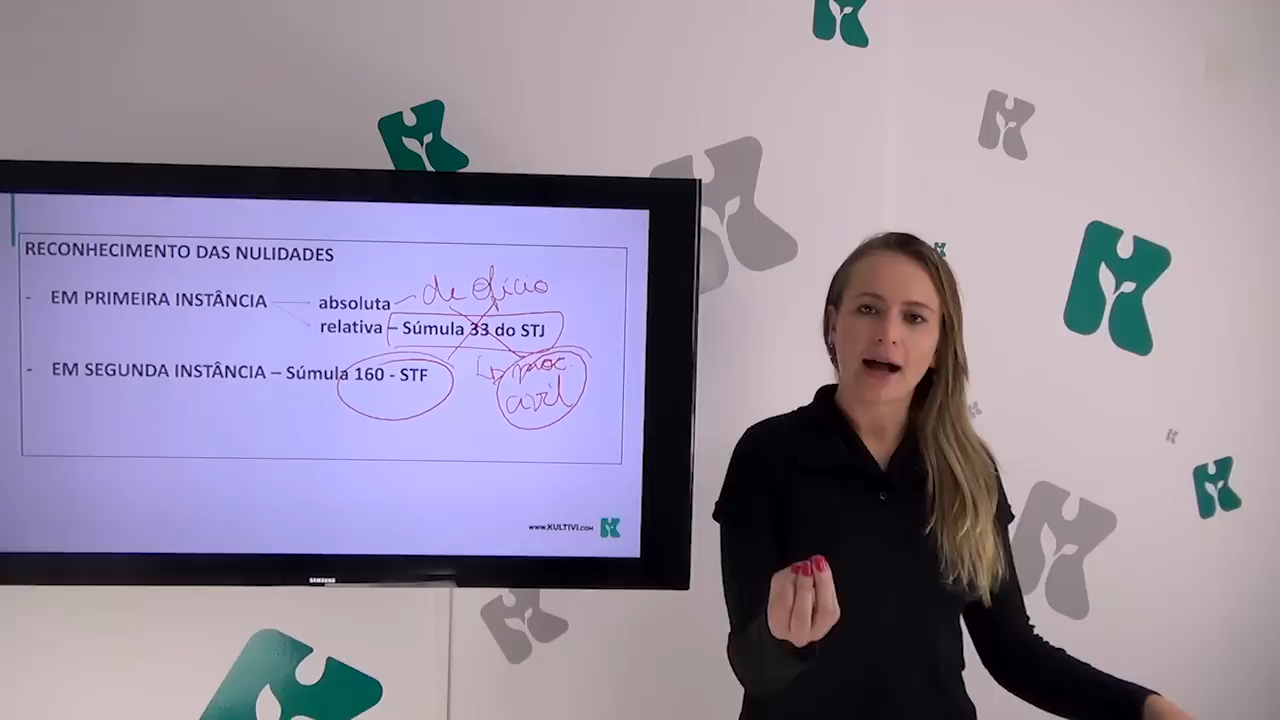 RECONHECIMENTO DAS NULIDADES
- EM PRIMEIRA INSTÂNCIA
absoluta – de ofício
relativa – Súmula 33 do STJ
- EM SEGUNDA INSTÂNCIA – Súmula 160 - STF
proc.
civil
WWW.KULTIVI.COM
SAMSUNG